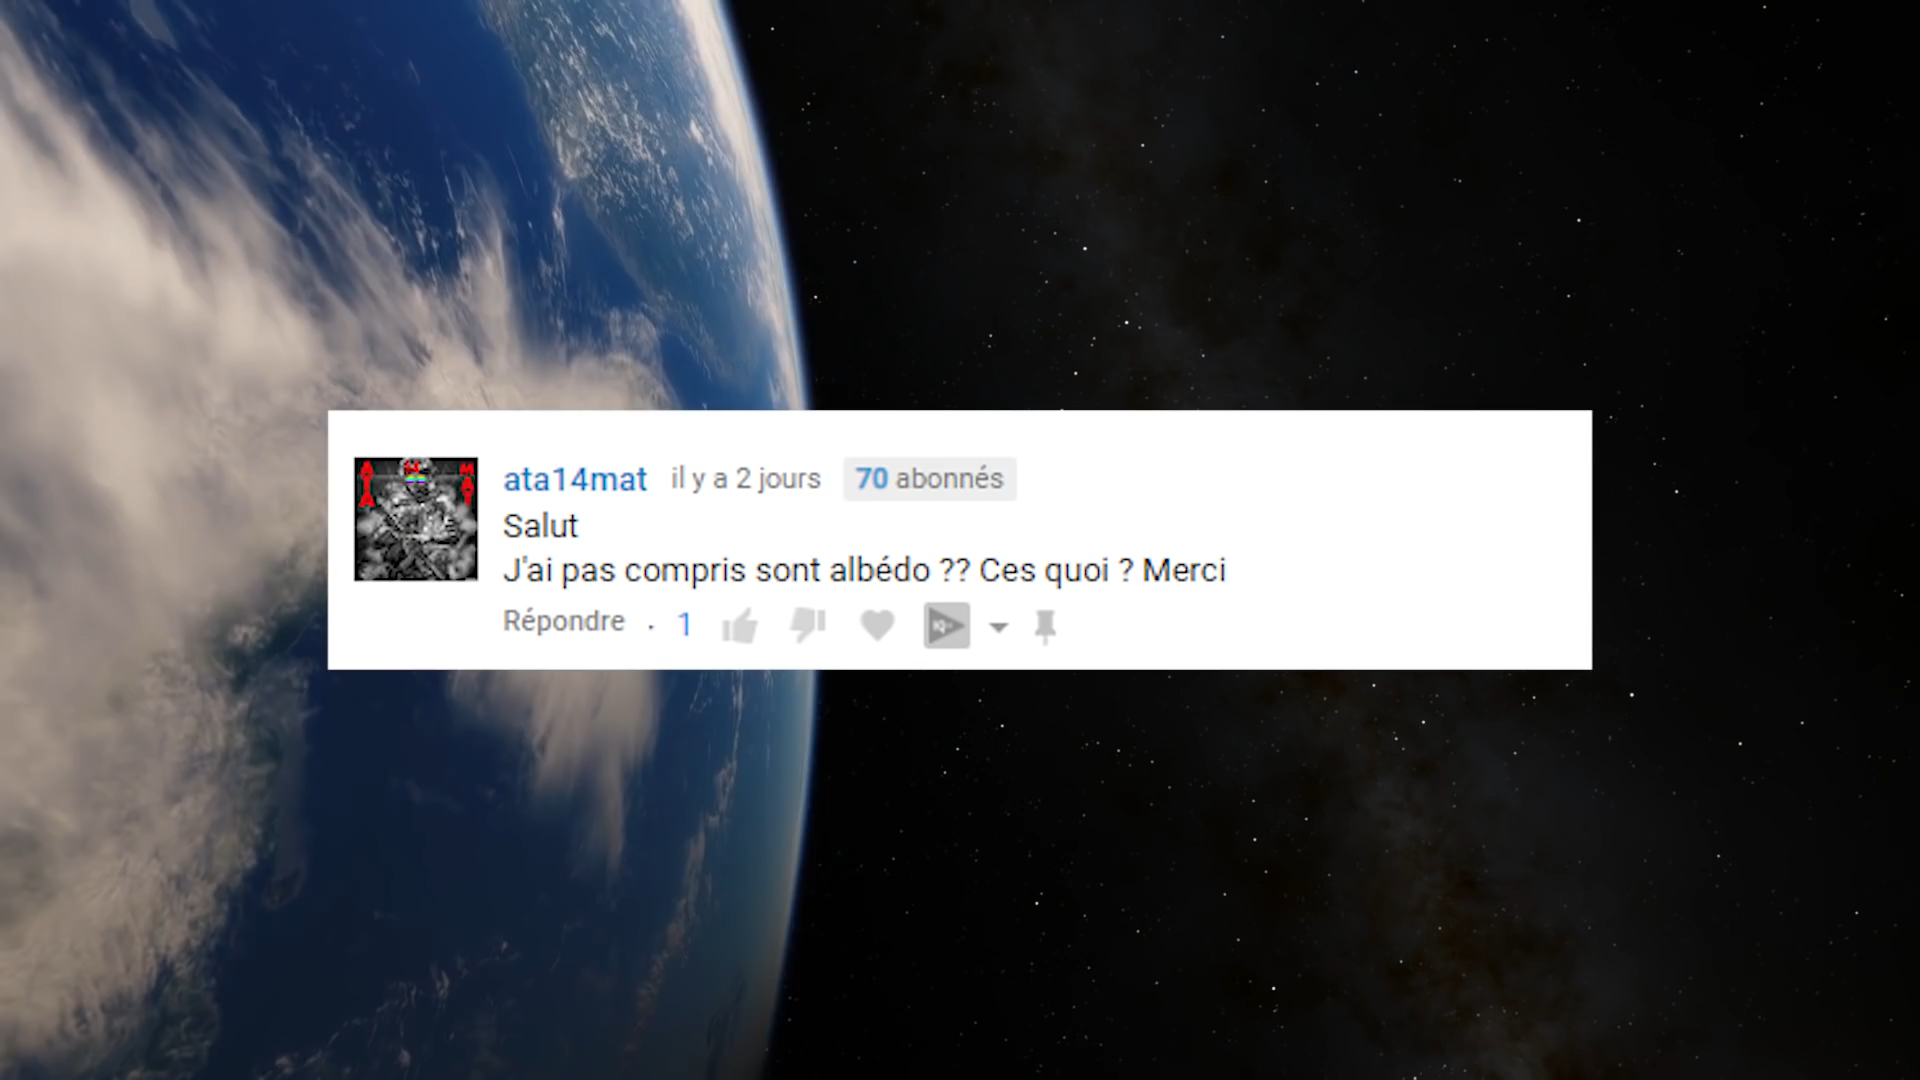 ata14mat il y a 2 jours 70 abonnés
Salut
J'ai pas compris sont albédo ?? Ces quoi ? Merci
Répondre · 1